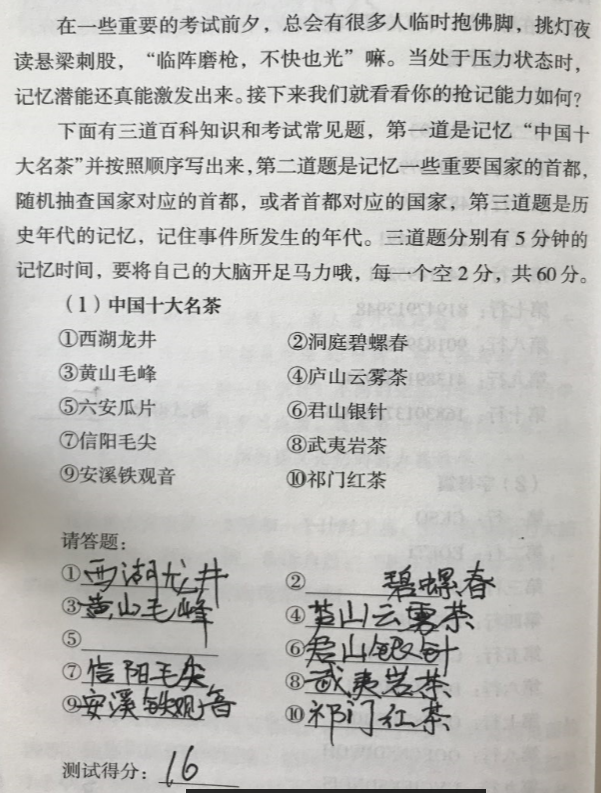 在一些重要的考试前夕，总会有很多人临时抱佛脚，挑灯夜
读悬梁刺股，“临阵磨枪，不快也光”嘛。当处于压力状态时，
记忆潜能还真能激发出来。接下来我们就看看你的抢记能力如何？
下面有三道百科知识和考试常见题，第一道是记忆“中国十
大名茶”并按照顺序写出来，第二道题是记忆一些重要国家的首都，
随机抽查国家对应的首都，或者首都对应的国家，第三道题是历
史年代的记忆，记住事件所发生的年代。三道题分别有5分钟的
记忆时间，要将自己的大脑开足马力哦，每一个空2分，共60分。
（1）中国十大名茶
①西湖龙井 ②洞庭碧螺春
③黄山毛峰 ④庐山云雾茶
⑤六安瓜片 ⑥君山银针
⑦信阳毛尖 ⑧武夷岩茶
⑨安溪铁观音 ⑩祁门红茶
请答题：
①西湖龙井 ②碧螺春
③黄山毛峰 ④芦山云雾茶
⑤ ⑥君山银针
⑦信阳毛尖 ⑧武夷岩茶
⑨安溪铁观音 ⑩祁门红茶
测试得分：16